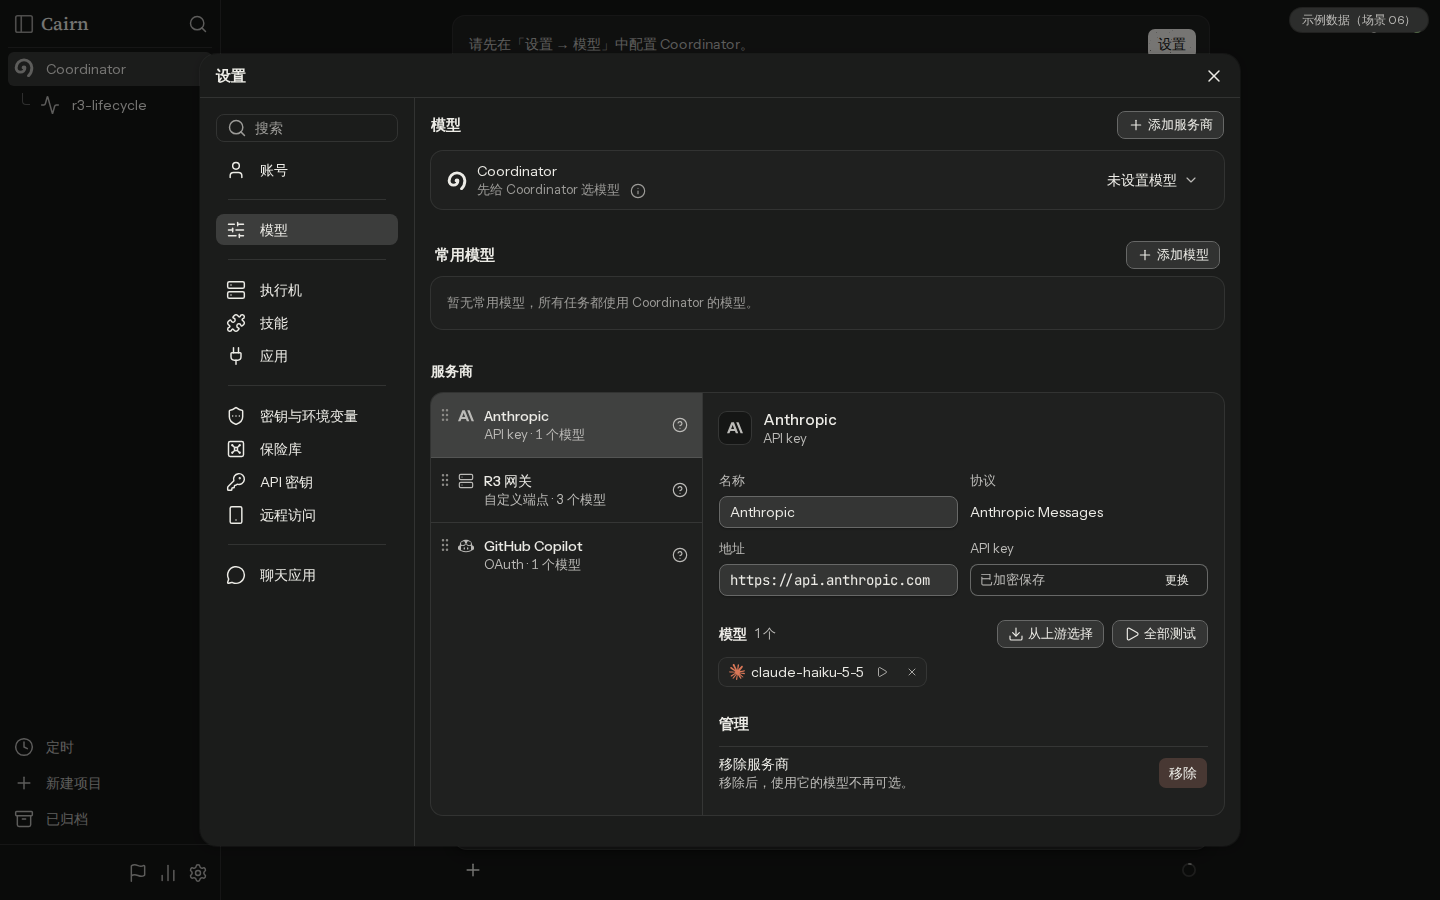 Cairn
示例数据（场景 06）
请先在「设置 → 模型」中配置 Coordinator。
设置
Coordinator
r3-lifecycle
定时
新建项目
已归档
设置
搜索
账号
模型
执行机
技能
应用
密钥与环境变量
保险库
API 密钥
远程访问
聊天应用
模型
添加服务商
Coordinator
先给 Coordinator 选模型
未设置模型
常用模型
添加模型
暂无常用模型，所有任务都使用 Coordinator 的模型。
服务商
Anthropic
API key · 1 个模型
R3 网关
自定义端点 · 3 个模型
GitHub Copilot
OAuth · 1 个模型
Anthropic
API key
名称
协议
Anthropic
Anthropic Messages
地址
API key
https://api.anthropic.com
已加密保存
更换
模型 1 个
从上游选择
全部测试
claude-haiku-5-5
管理
移除服务商
移除后，使用它的模型不再可选。
移除